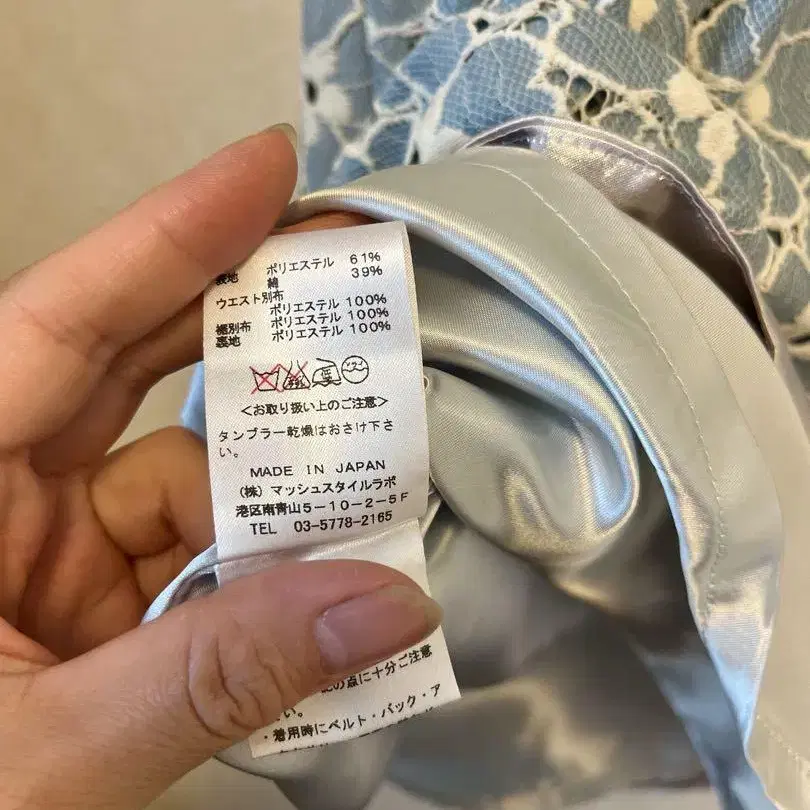 表地 ポリエステル 61%
綿 39%
ウエスト別布
ポリエステル 100%
裾別布 ポリエステル 100%
裏地 ポリエステル 100%
<お取り扱い上のご注意>
タンブラー乾燥はおさけ下さ
い。
MADE IN JAPAN
(株) マッシュスタイルラボ
港区南青山5-10-2-5F
TEL 03-5778-2165
記の点に十分ご注意
い。
・着用時にベルト・バック・ア